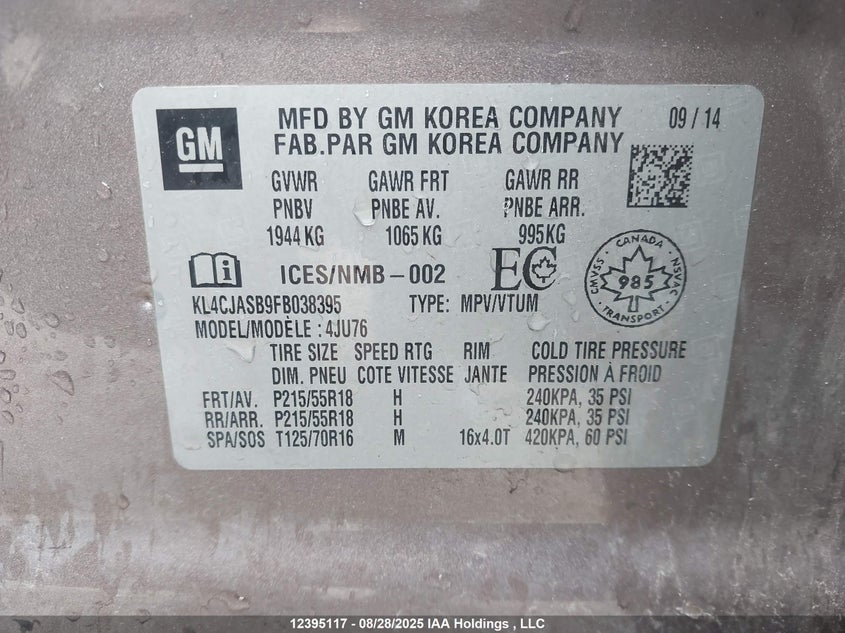 GM
MFD BY GM KOREA COMPANY 09 / 14
FAB.PAR GM KOREA COMPANY
GVWR GAWR FRT GAWR RR
PNBV PNBE AV. PNBE ARR.
1944 KG 1065 KG 995KG
ICES/NMB-002 EC
KL4CJASB9FB038395 TYPE: MPV/VTUM
MODEL/MODÈLE : 4JU76
CANADA
CMVSS 985 NSVAC
TRANSPORT
TIRE SIZE SPEED RTG RIM COLD TIRE PRESSURE
DIM. PNEU COTE VITESSE JANTE PRESSION À FROID
FRT/AV. P215/55R18 H 240KPA, 35 PSI
RR/ARR. P215/55R18 H 240KPA, 35 PSI
SPA/SOS T125/70R16 M 16x4.0T 420KPA, 60 PSI
12395117 - 08/28/2025 IAA Holdings , LLC